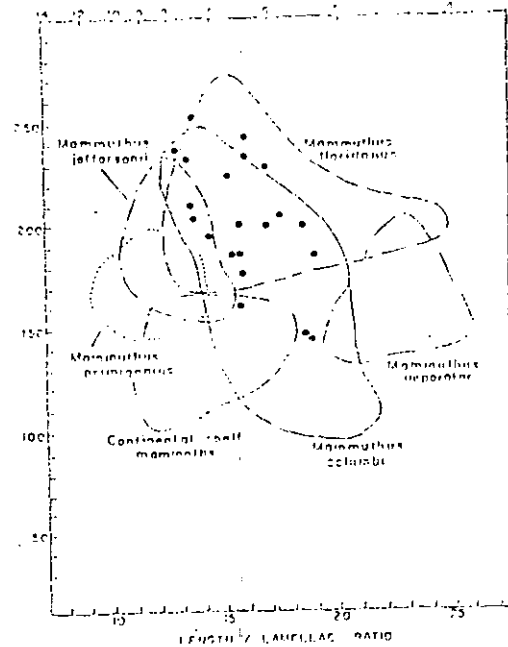 250
Mammuthus
jeffersonii
Mammuthus
floridanus
200
150
Mammuthus
primigenius
Mammuthus
imperator
Continental shelf
mammoths
Mammuthus
columbi
100
50
10 15 20 25
LENGTH / LAMELLAE RATIO